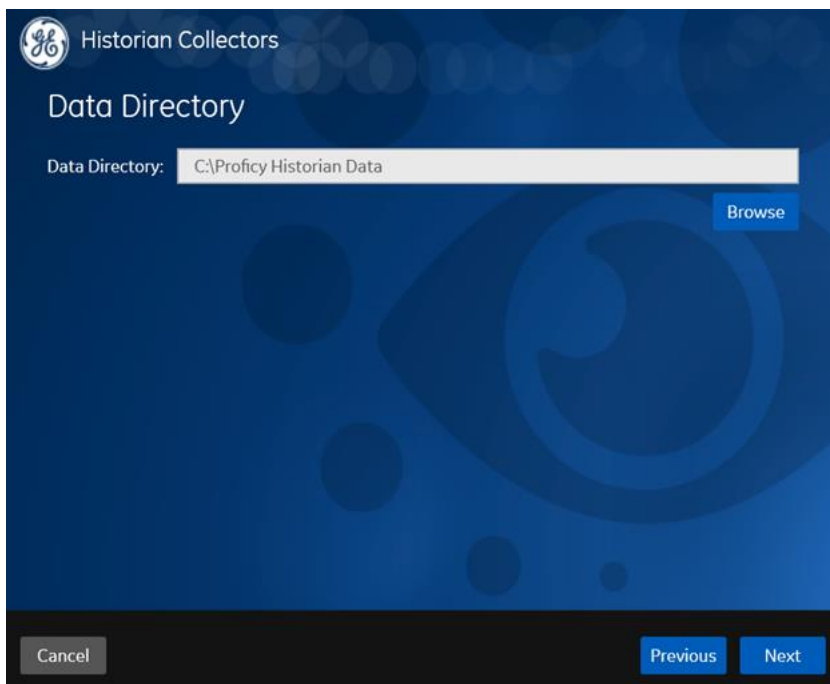 Historian Collectors
Data Directory
Data Directory: C:\Proficy Historian Data
Browse
Cancel Previous Next